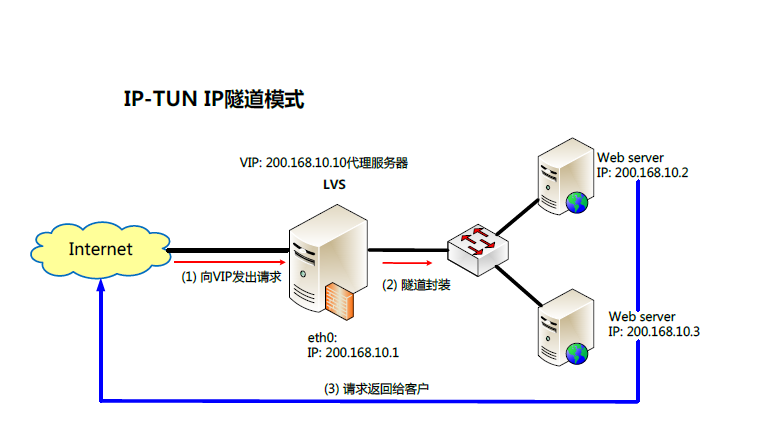 IP-TUN IP隧道模式
VIP: 200.168.10.10代理服务器
LVS
Web server
IP: 200.168.10.2
Internet
(1) 向VIP发出请求
(2) 隧道封装
eth0:
IP: 200.168.10.1
Web server
IP: 200.168.10.3
(3) 请求返回给客户